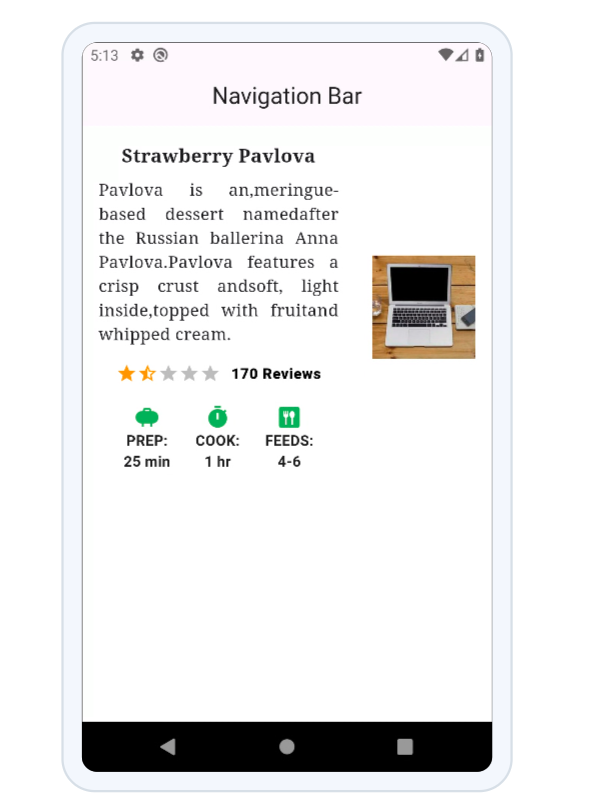 5:13
Navigation Bar
Strawberry Pavlova
Pavlova is an,meringue-
based dessert namedafter
the Russian ballerina Anna
Pavlova.Pavlova features a
crisp crust andsoft, light
inside,topped with fruitand
whipped cream.
170 Reviews
PREP: COOK: FEEDS:
25 min 1 hr 4-6